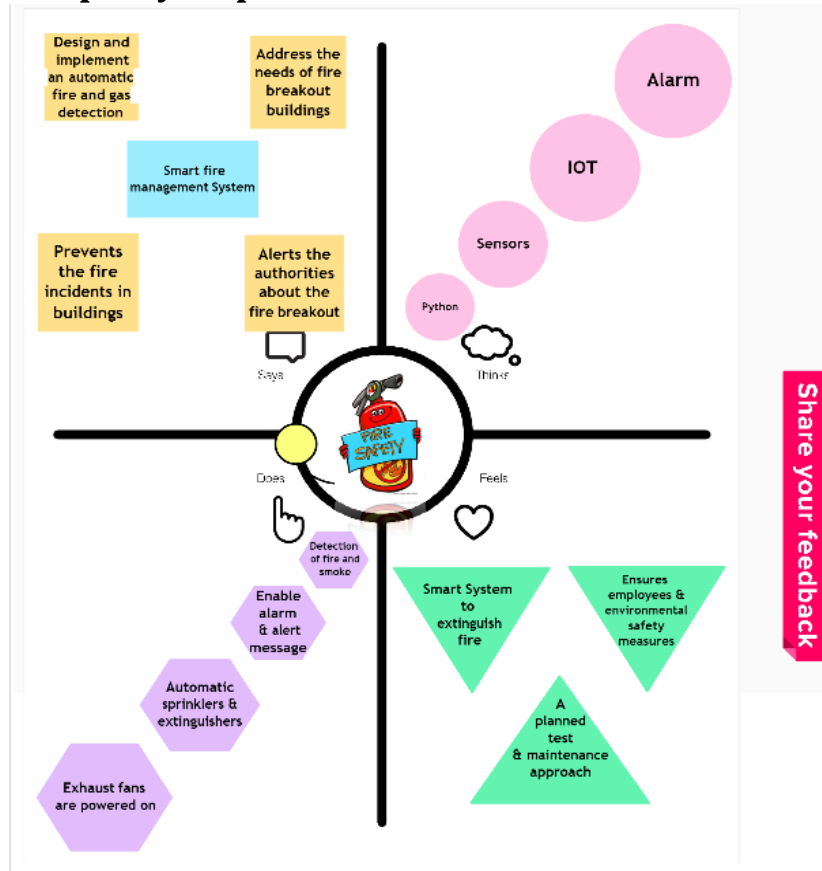 Design and
implement
an automatic
fire and gas
detection
Address the
needs of fire
breakout
buildings
Smart fire
management System
Prevents
the fire
incidents in
buildings
Alerts the
authorities
about the
fire breakout
Says
Alarm
IOT
Sensors
Python
Thinks
FIRE
SAFETY
Does
Feels
Detection
of fire and
smoke
Enable
alarm
& alert
message
Automatic
sprinklers &
extinguishers
Exhaust fans
are powered on
Smart System
to
extinguish
fire
Ensures
employees &
environmental
safety
measures
A
planned
test
& maintenance
approach
Share your feedback